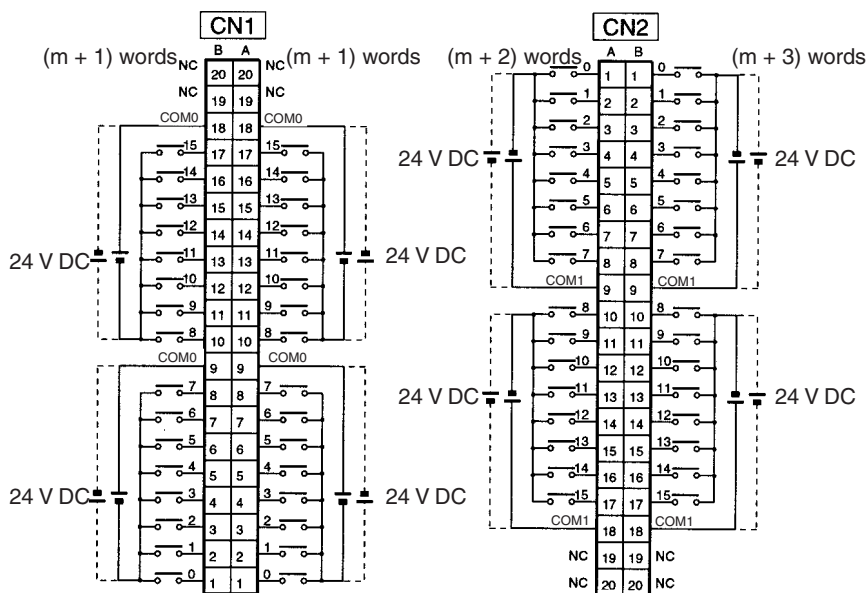 CN1
(m + 1) words B A (m + 1) words
NC 20 20 NC
NC 19 19 NC
COM0 18 18 COM0
15 17 17 15
14 16 16 14
13 15 15 13
12 14 14 12
24 V DC 11 13 13 11 24 V DC
10 12 12 10
9 11 11 9
8 10 10 8
COM0 9 9 COM0
7 8 8 7
6 7 7 6
5 6 6 5
4 5 5 4
24 V DC 3 4 4 3 24 V DC
2 3 3 2
1 2 2 1
0 1 1 0
CN2
(m + 2) words A B (m + 3) words
0 1 1 0
1 2 2 1
2 3 3 2
24 V DC 3 4 4 3 24 V DC
4 5 5 4
5 6 6 5
6 7 7 6
7 8 8 7
COM1 9 9 COM1
8 10 10 8
9 11 11 9
10 12 12 10
24 V DC 11 13 13 11 24 V DC
12 14 14 12
13 15 15 13
14 16 16 14
15 17 17 15
COM1 18 18 COM1
NC 19 19 NC
NC 20 20 NC